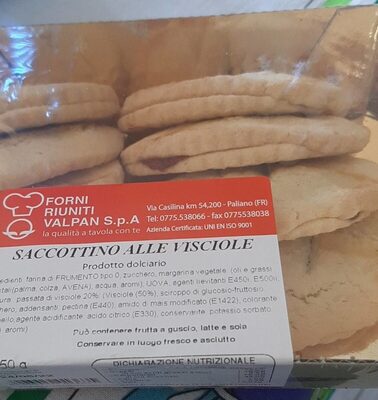 FORNI
RIUNITI
VALPAN S.p.A
la qualità a tavola con te
Via Casilina km 54,200 - Paliano (FR)
Tel: 0775.538066 - fax 0775538038
Azienda Certificata: UNI EN ISO 9001
SACCOTTINO ALLE VISCIOLE
Prodotto dolciario
farina di FRUMENTO tipo 0, zucchero, margarina vegetale (oli e grassi
palma, colza, AVENA), acqua, aromi), UOVA, agenti lievitanti E450i, E500ii
passata di visciole 20%: (Visciole (50%), sciroppo di glucosio-fruttosio,
addensanti: pectina (E440), amido di mais modificato (E1422), colorante
agente acidificante: acido citrico (E330), conservante: potassio sorbato
aromi)
Può contenere frutta a guscio, latte e soia
Conservare in luogo fresco e asciutto
50 g
DICHIARAZIONE NUTRIZIONALE